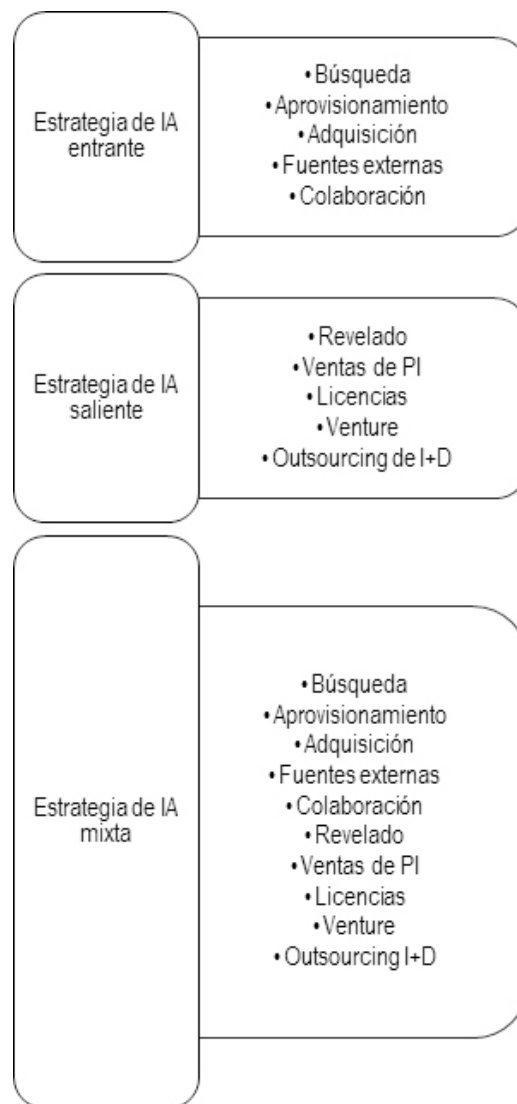 Estrategia de IA
entrante
• Búsqueda
• Aprovisionamiento
• Adquisición
• Fuentes externas
• Colaboración
Estrategia de IA
saliente
• Revelado
• Ventas de PI
• Licencias
• Venture
• Outsourcing de I+D
Estrategia de IA
mixta
• Búsqueda
• Aprovisionamiento
• Adquisición
• Fuentes externas
• Colaboración
• Revelado
• Ventas de PI
• Licencias
• Venture
• Outsourcing I+D